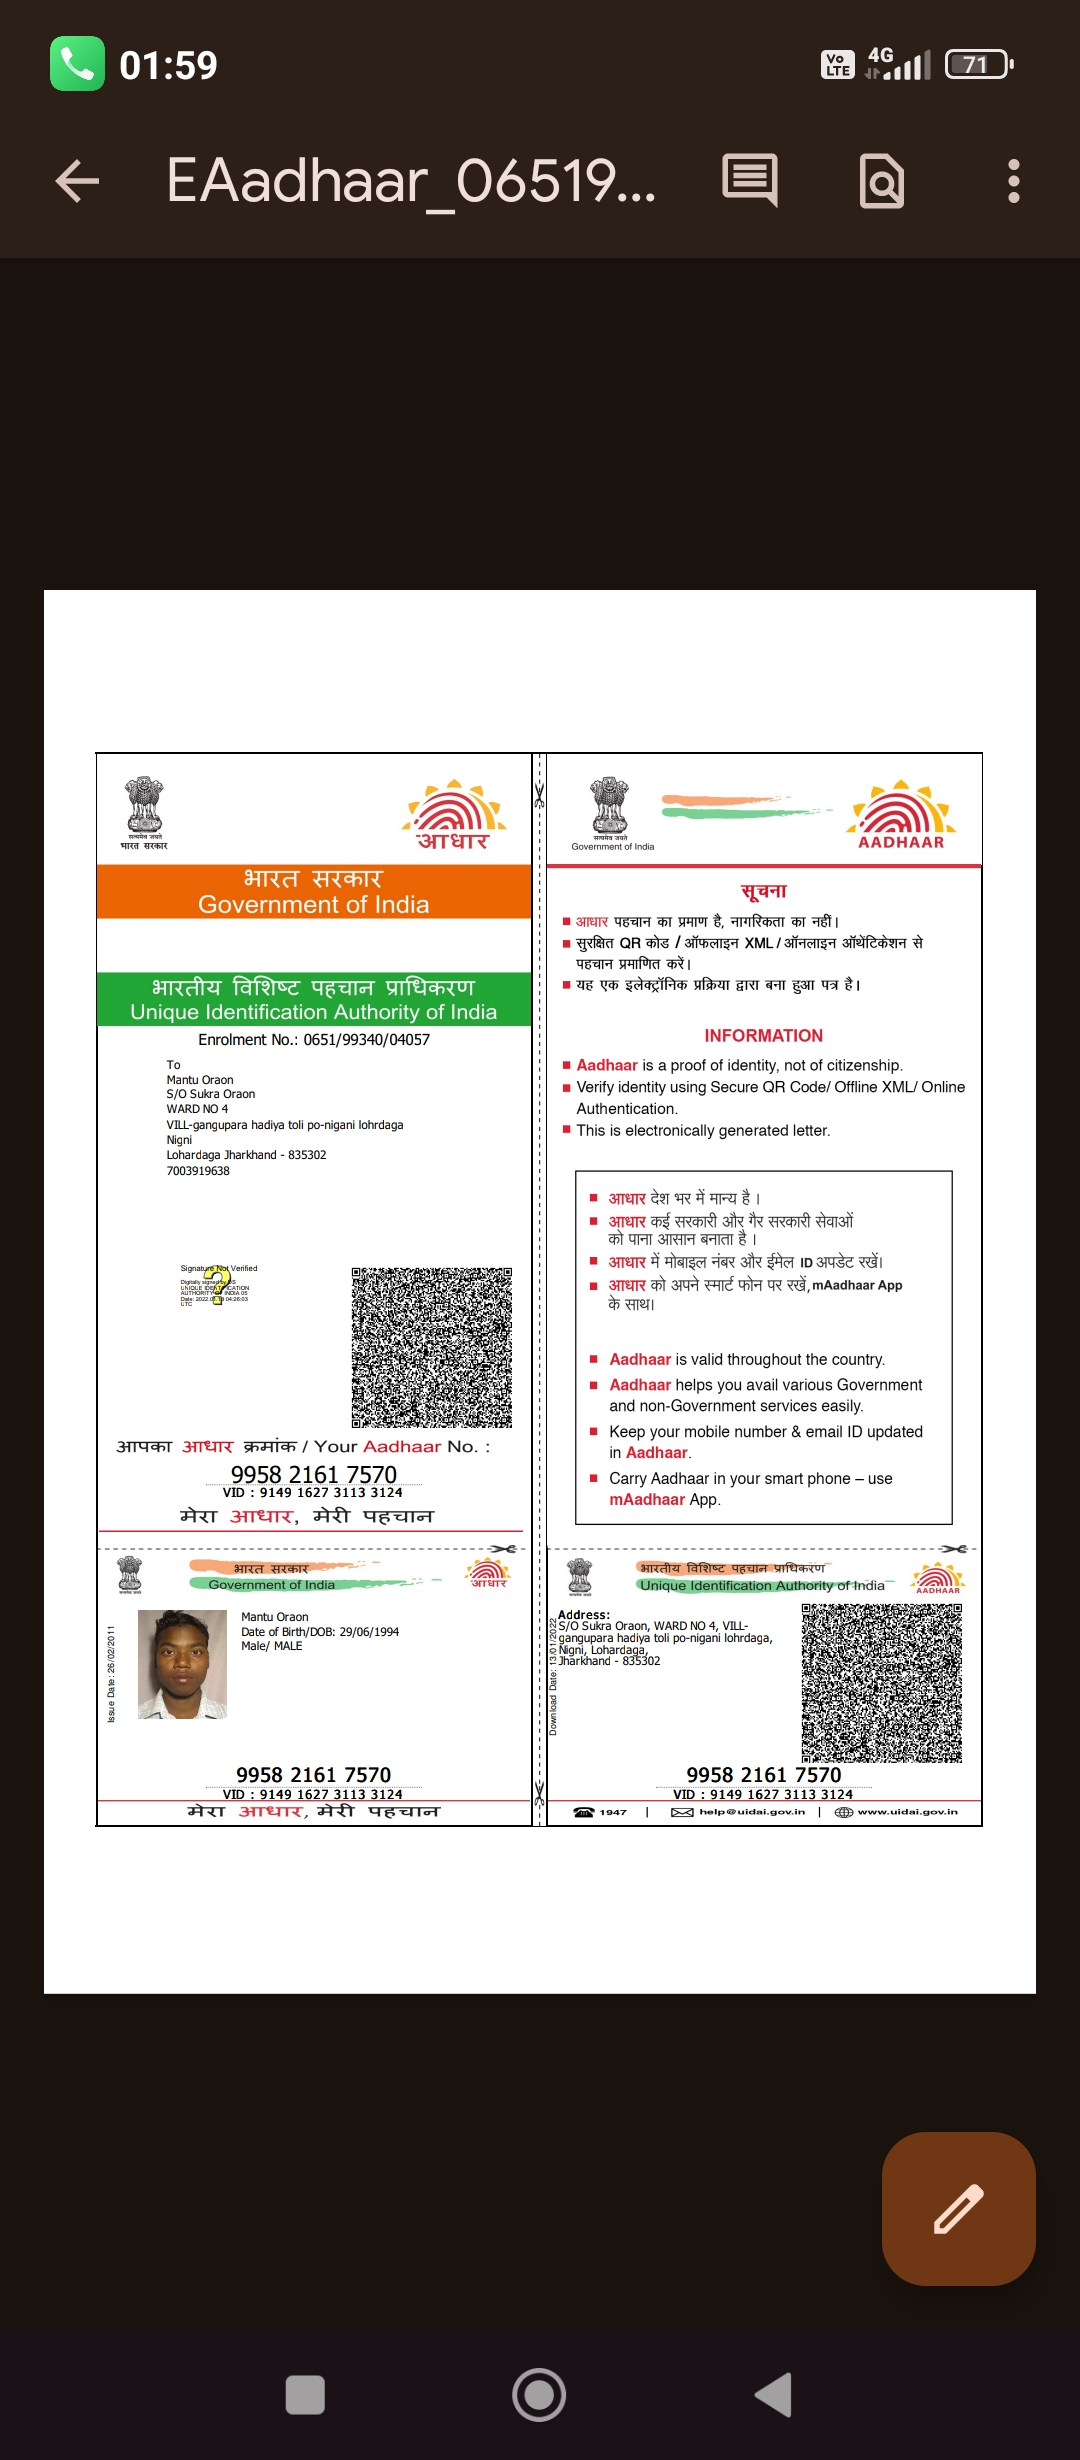 01:59
Vo LTE 4G 71
EAadhaar_06519...
सत्यमेव जयते
भारत सरकार
आधार
भारत सरकार
Government of India
भारतीय विशिष्ट पहचान प्राधिकरण
Unique Identification Authority of India
Enrolment No.: 0651/99340/04057
To
Mantu Oraon
S/O Sukra Oraon
WARD NO 4
VILL-gangupara hadiya toli po-nigani lohrdaga
Nigni
Lohardaga Jharkhand - 835302
7003919638
Signature Not Verified
Digitally signed by DS
UNIQUE IDENTIFICATION
AUTHORITY OF INDIA 05
UTC
आपका आधार क्रमांक / Your Aadhaar No. :
9958 2161 7570
VID : 9149 1627 3113 3124
मेरा आधार, मेरी पहचान
सत्यमेव जयते
Government of India
AADHAAR
सूचना
आधार पहचान का प्रमाण है, नागरिकता का नहीं।
सुरक्षित QR कोड / ऑफलाइन XML / ऑनलाइन ऑथेंटिकेशन से
पहचान प्रमाणित करें।
यह एक इलेक्ट्रॉनिक प्रक्रिया द्वारा बना हुआ पत्र है।
INFORMATION
Aadhaar is a proof of identity, not of citizenship.
Verify identity using Secure QR Code/ Offline XML/ Online
Authentication.
This is electronically generated letter.
आधार देश भर में मान्य है ।
आधार कई सरकारी और गैर सरकारी सेवाओं
को पाना आसान बनाता है ।
आधार में मोबाइल नंबर और ईमेल ID अपडेट रखें।
आधार को अपने स्मार्ट फोन पर रखें, mAadhaar App
के साथ।
Aadhaar is valid throughout the country.
Aadhaar helps you avail various Government
and non-Government services easily.
Keep your mobile number & email ID updated
in Aadhaar.
Carry Aadhaar in your smart phone – use
mAadhaar App.
भारत सरकार
Government of India
आधार
Issue Date: 26/02/2011
Mantu Oraon
Date of Birth/DOB: 29/06/1994
Male/ MALE
9958 2161 7570
VID : 9149 1627 3113 3124
मेरा आधार, मेरी पहचान
भारतीय विशिष्ट पहचान प्राधिकरण
Unique Identification Authority of India
AADHAAR
Download Date: 13/01/2022
Address:
S/O Sukra Oraon, WARD NO 4, VILL-
gangupara hadiya toli po-nigani lohrdaga,
Nigni, Lohardaga,
Jharkhand - 835302
9958 2161 7570
VID : 9149 1627 3113 3124
1947 | help@uidai.gov.in | www.uidai.gov.in